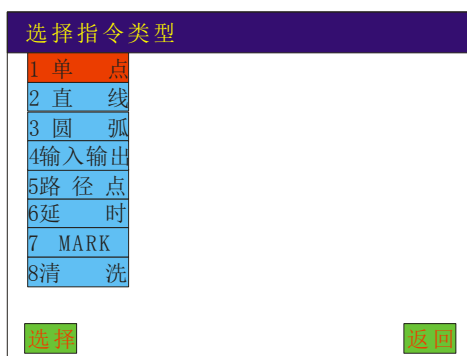 选择指令类型
1 单 点
2 直 线
3 圆 弧
4输入输出
5路 径 点
6延 时
7 MARK
8清 洗
选择 返回